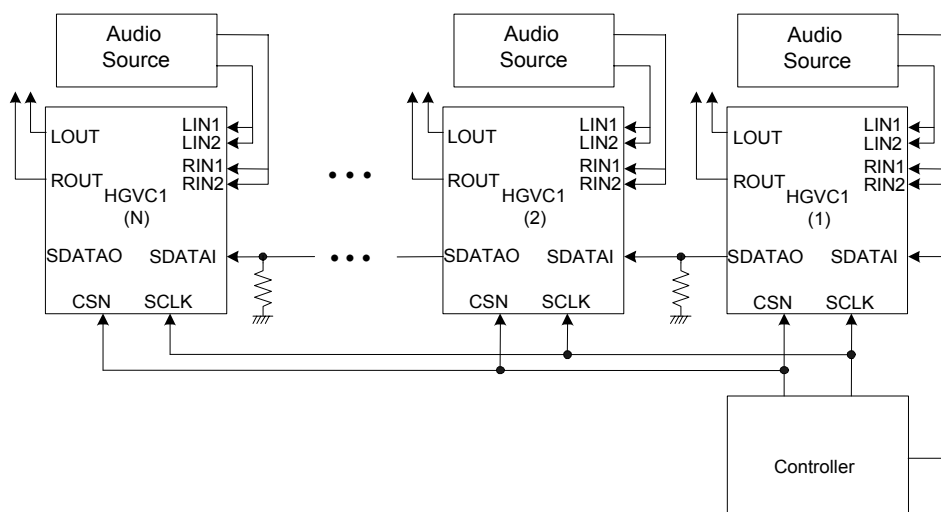 Audio
Source
Audio
Source
Audio
Source
LOUT
ROUT
LIN1
LIN2
RIN1
RIN2
HGVC1
(N)
SDATAO
SDATAI
CSN
SCLK
LOUT
ROUT
LIN1
LIN2
RIN1
RIN2
HGVC1
(2)
SDATAO
SDATAI
CSN
SCLK
LOUT
ROUT
LIN1
LIN2
RIN1
RIN2
HGVC1
(1)
SDATAO
SDATAI
CSN
SCLK
Controller